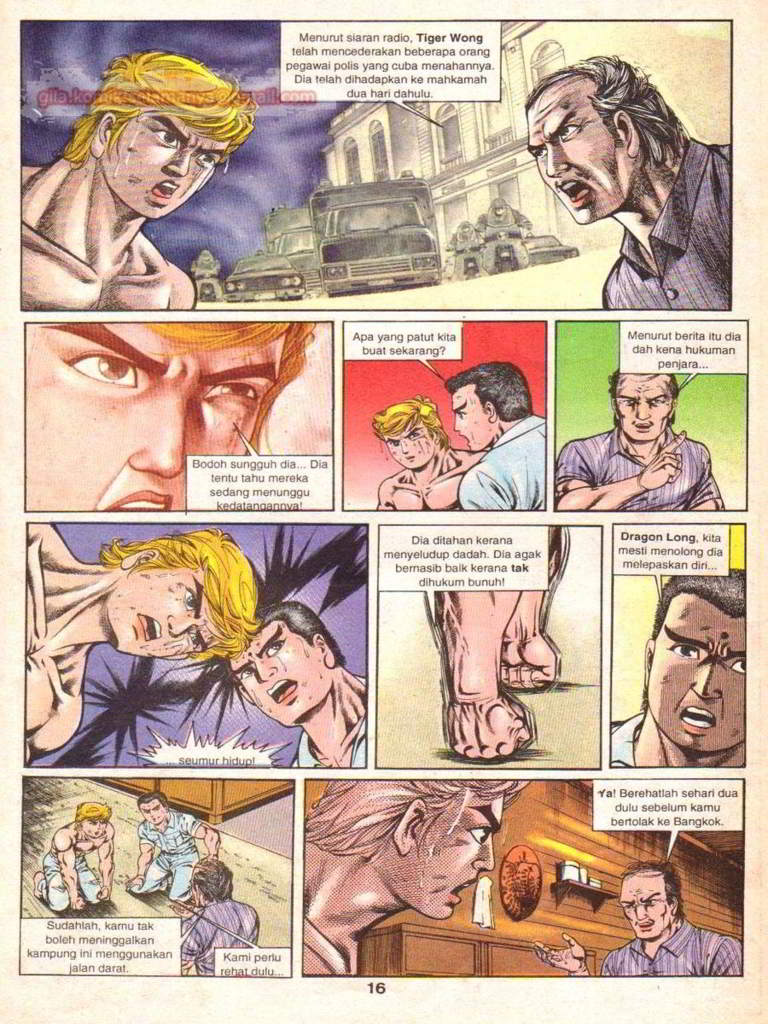 Menurut siaran radio, Tiger Wong
telah mencederakan beberapa orang
pegawai polis yang cuba menahannya.
Dia telah dihadapkan ke mahkamah
dua hari dahulu.
Bodoh sungguh dia... Dia
tentu tahu mereka
sedang menunggu
kedatangannya!
Apa yang patut kita
buat sekarang?
Menurut berita itu dia
dah kena hukuman
penjara...
... seumur hidup!
Dia ditahan kerana
menyeludup dadah. Dia agak
bernasib baik kerana tak
dihukum bunuh!
Dragon Long, kita
mesti menolong dia
melepaskan diri...
Sudahlah, kamu tak
boleh meninggalkan
kampung ini menggunakan
jalan darat.
Kami perlu
rehat dulu...
Ya! Berehatlah sehari dua
dulu sebelum kamu
bertolak ke Bangkok.
16